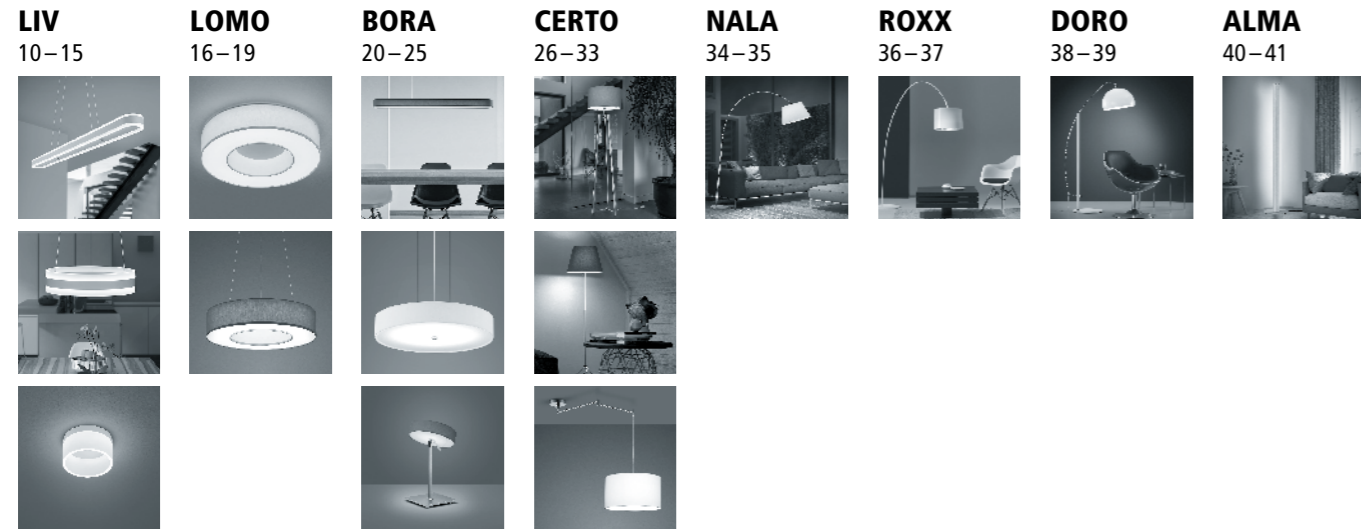 LIV
10–15
LOMO
16–19
BORA
20–25
CERTO
26–33
NALA
34–35
ROXX
36–37
DORO
38–39
ALMA
40–41